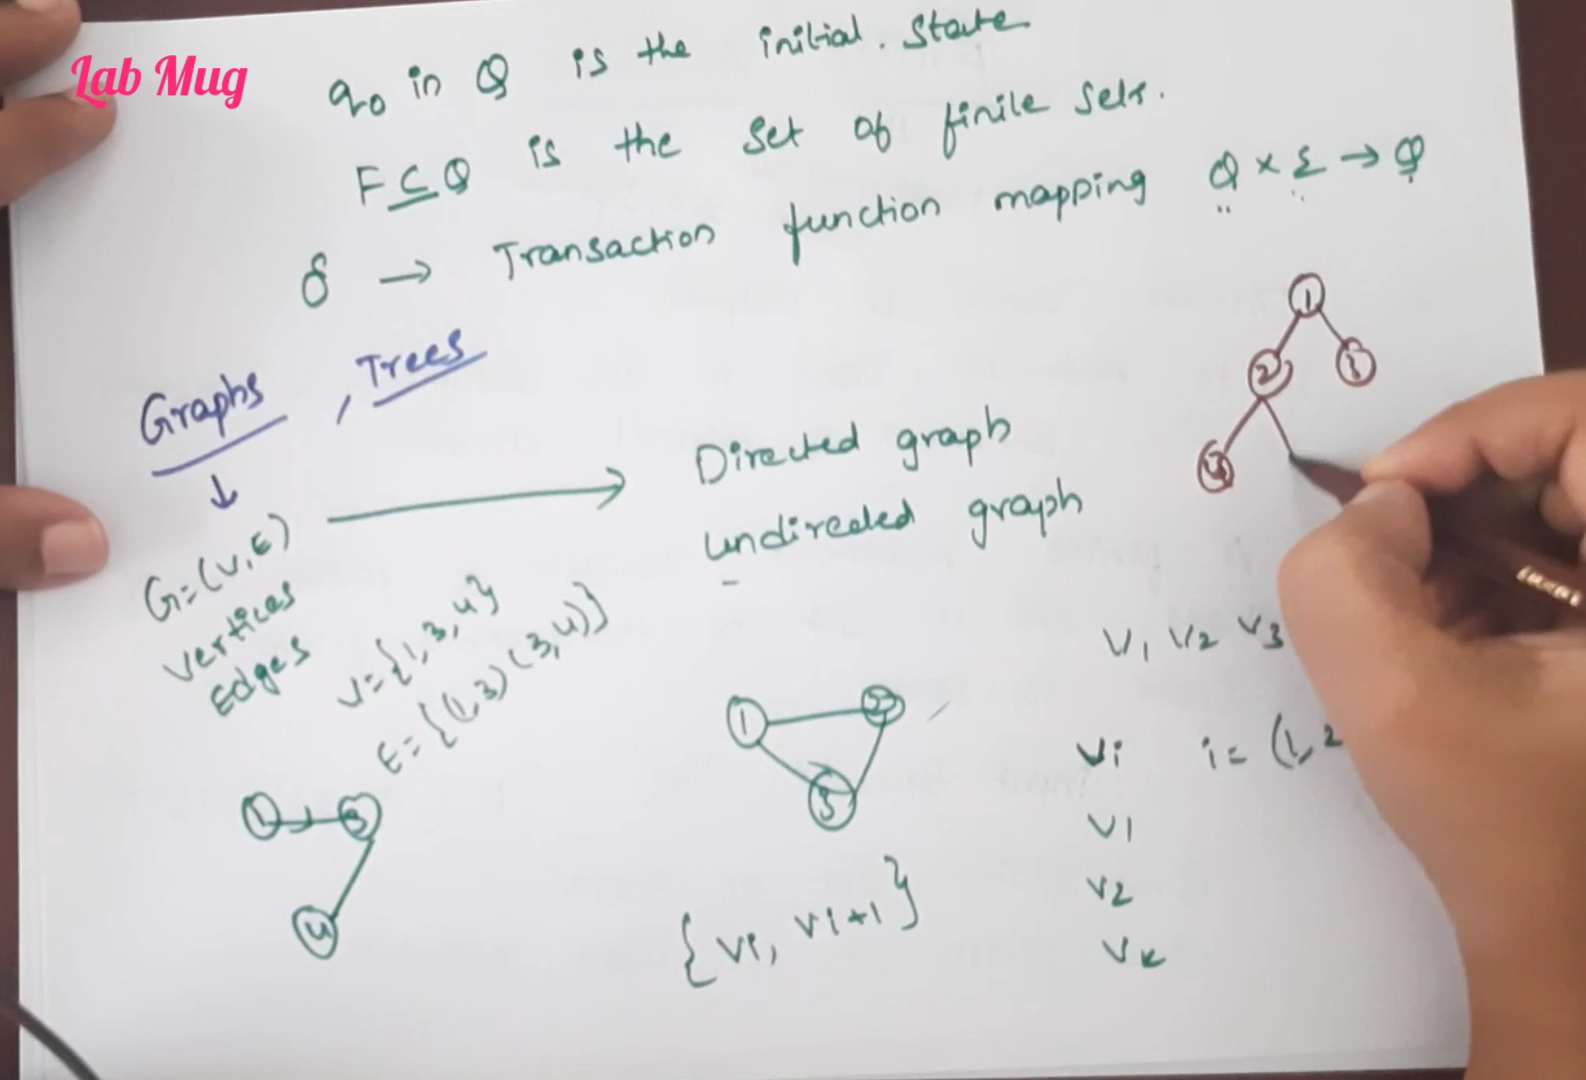 Lab Mug
q0 in Q is the initial. State
F ⊆ Q is the set of finite sets.
δ → Transaction function mapping Q × Σ → Q
Graphs, Trees
↓
G=(V,E) → Directed graph
undirected graph
vertices
Edges
V={1,3,4}
E={(1,3)(3,4)}
1 3
4
1 2
3
{vi, vi+1}
V1 V2 V3
Vi i= (1,2
V1
V2
Vk
1
2 3
4